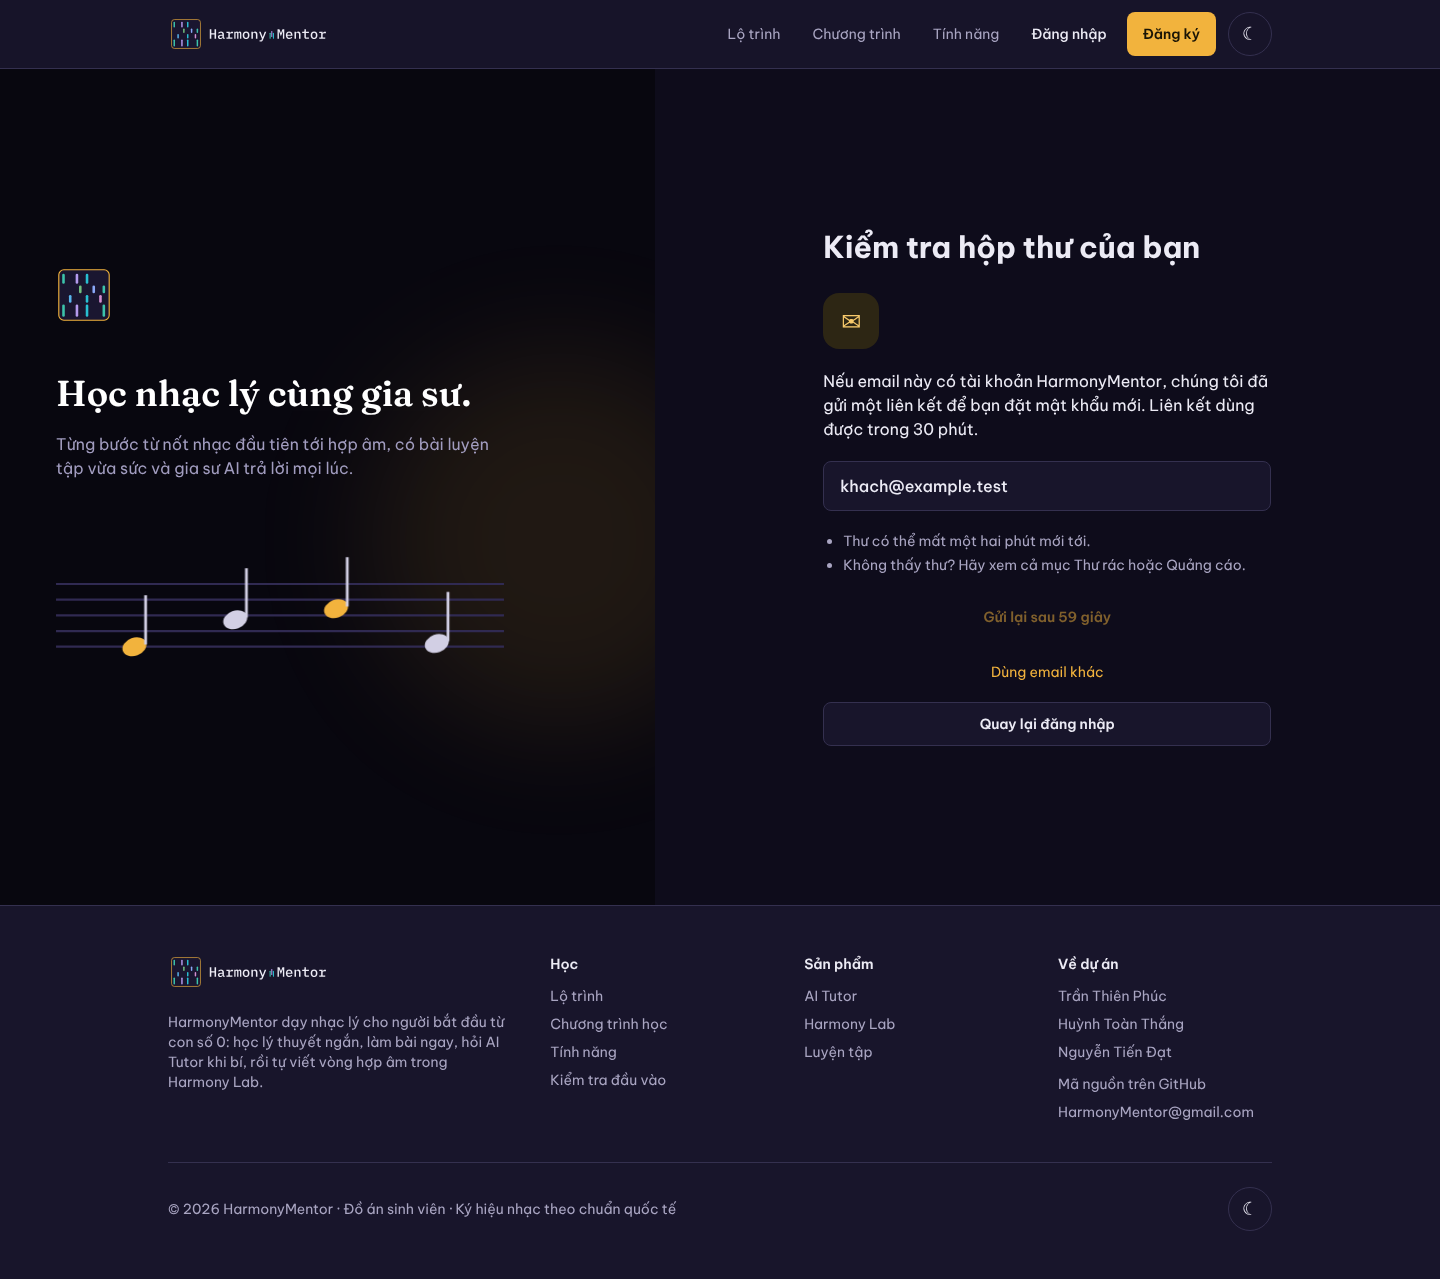 HarmonyMentor
Lộ trình
Chương trình
Tính năng
Đăng nhập
Đăng ký
Học nhạc lý cùng gia sư.
Từng bước từ nốt nhạc đầu tiên tới hợp âm, có bài luyện
tập vừa sức và gia sư AI trả lời mọi lúc.
Kiểm tra hộp thư của bạn
Nếu email này có tài khoản HarmonyMentor, chúng tôi đã
gửi một liên kết để bạn đặt mật khẩu mới. Liên kết dùng
được trong 30 phút.
khach@example.test
Thư có thể mất một hai phút mới tới.
Không thấy thư? Hãy xem cả mục Thư rác hoặc Quảng cáo.
Gửi lại sau 59 giây
Dùng email khác
Quay lại đăng nhập
HarmonyMentor
HarmonyMentor dạy nhạc lý cho người bắt đầu từ
con số 0: học lý thuyết ngắn, làm bài ngay, hỏi AI
Tutor khi bí, rồi tự viết vòng hợp âm trong
Harmony Lab.
Học
Lộ trình
Chương trình học
Tính năng
Kiểm tra đầu vào
Sản phẩm
AI Tutor
Harmony Lab
Luyện tập
Về dự án
Trần Thiên Phúc
Huỳnh Toàn Thắng
Nguyễn Tiến Đạt
Mã nguồn trên GitHub
HarmonyMentor@gmail.com
© 2026 HarmonyMentor · Đồ án sinh viên · Ký hiệu nhạc theo chuẩn quốc tế